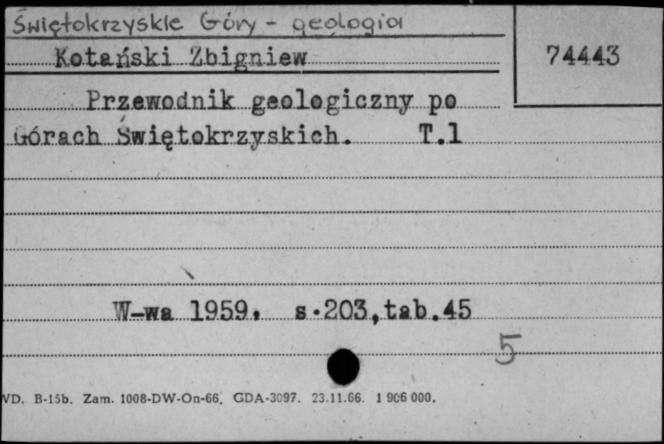 Świętokrzyskie Góry - geologia
Kotański Zbigniew
74443
Przewodnik geologiczny po
Górach Świętokrzyskich. T.1
W-wa 1959. s.203,tab.45
5
WD. B-15b. Zam. 1008-DW-On-66. GDA-3097. 23.11.66. 1 906 000.